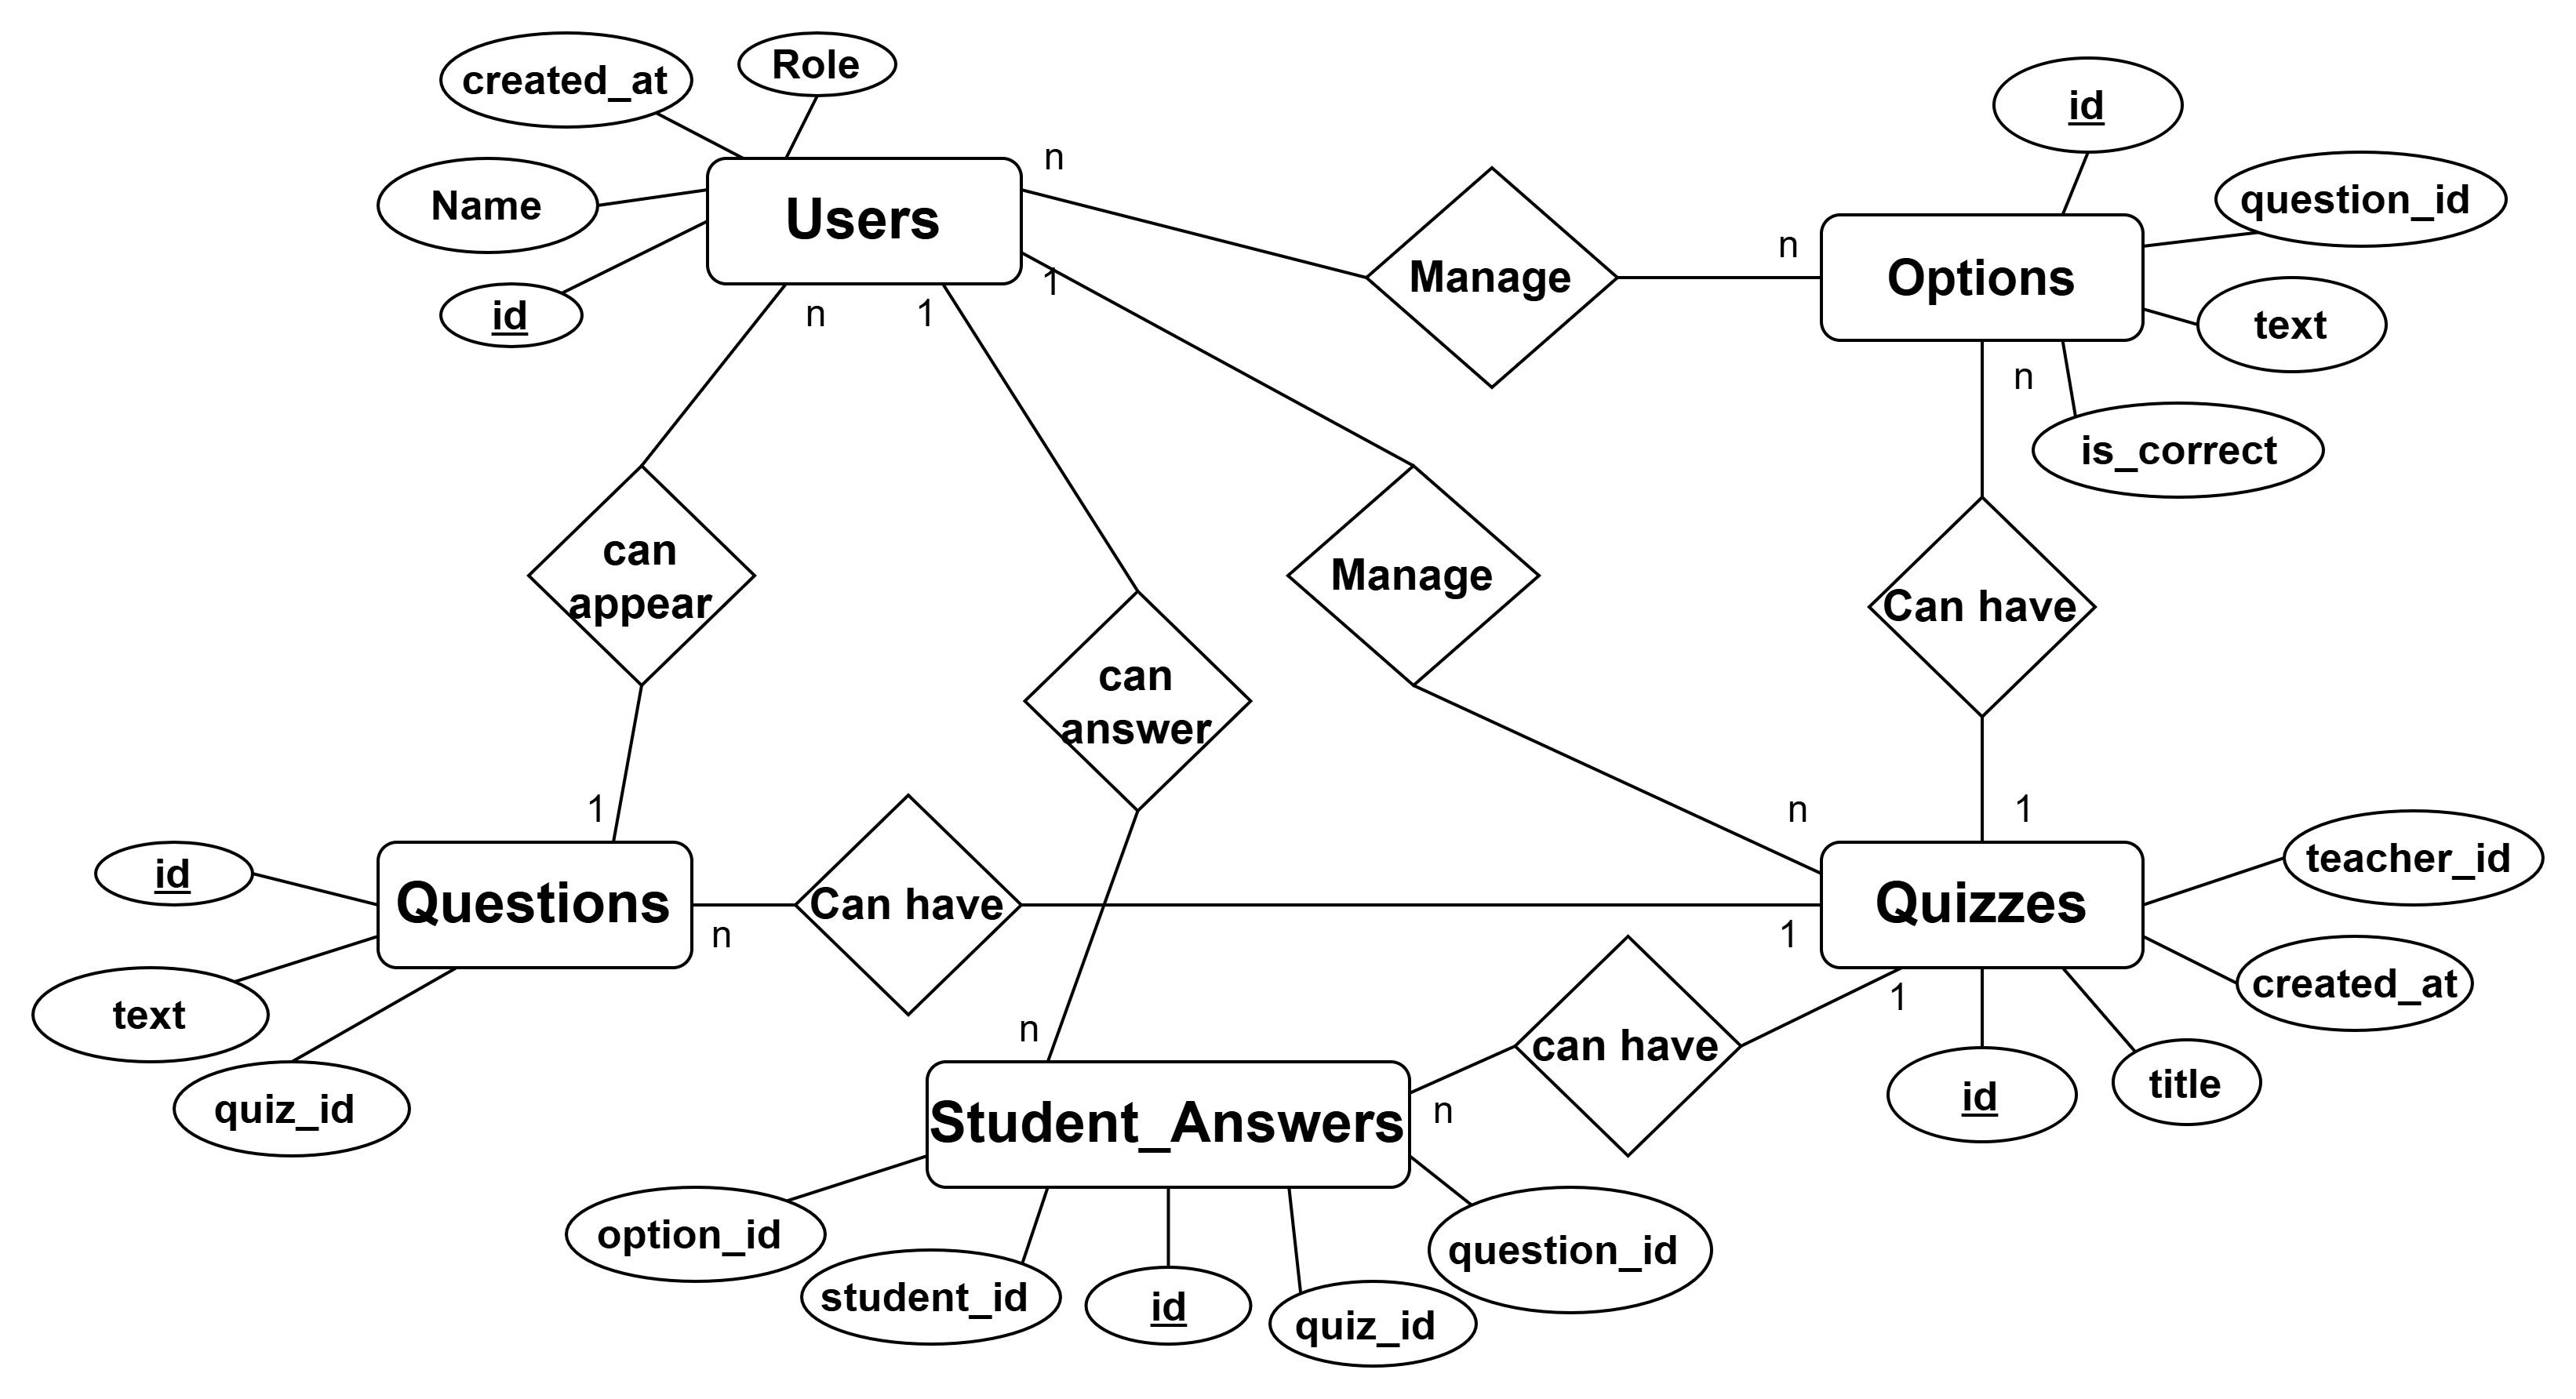 created_at
Role
id
Name
question_id
Users
n
n
Manage
Options
id
1
text
n
1
n
is_correct
can
appear
Manage
Can have
can
answer
1
n
1
teacher_id
id
Questions
Can have
Quizzes
n
1
created_at
text
n
1
can have
quiz_id
Student_Answers
n
id
title
option_id
student_id
id
quiz_id
question_id